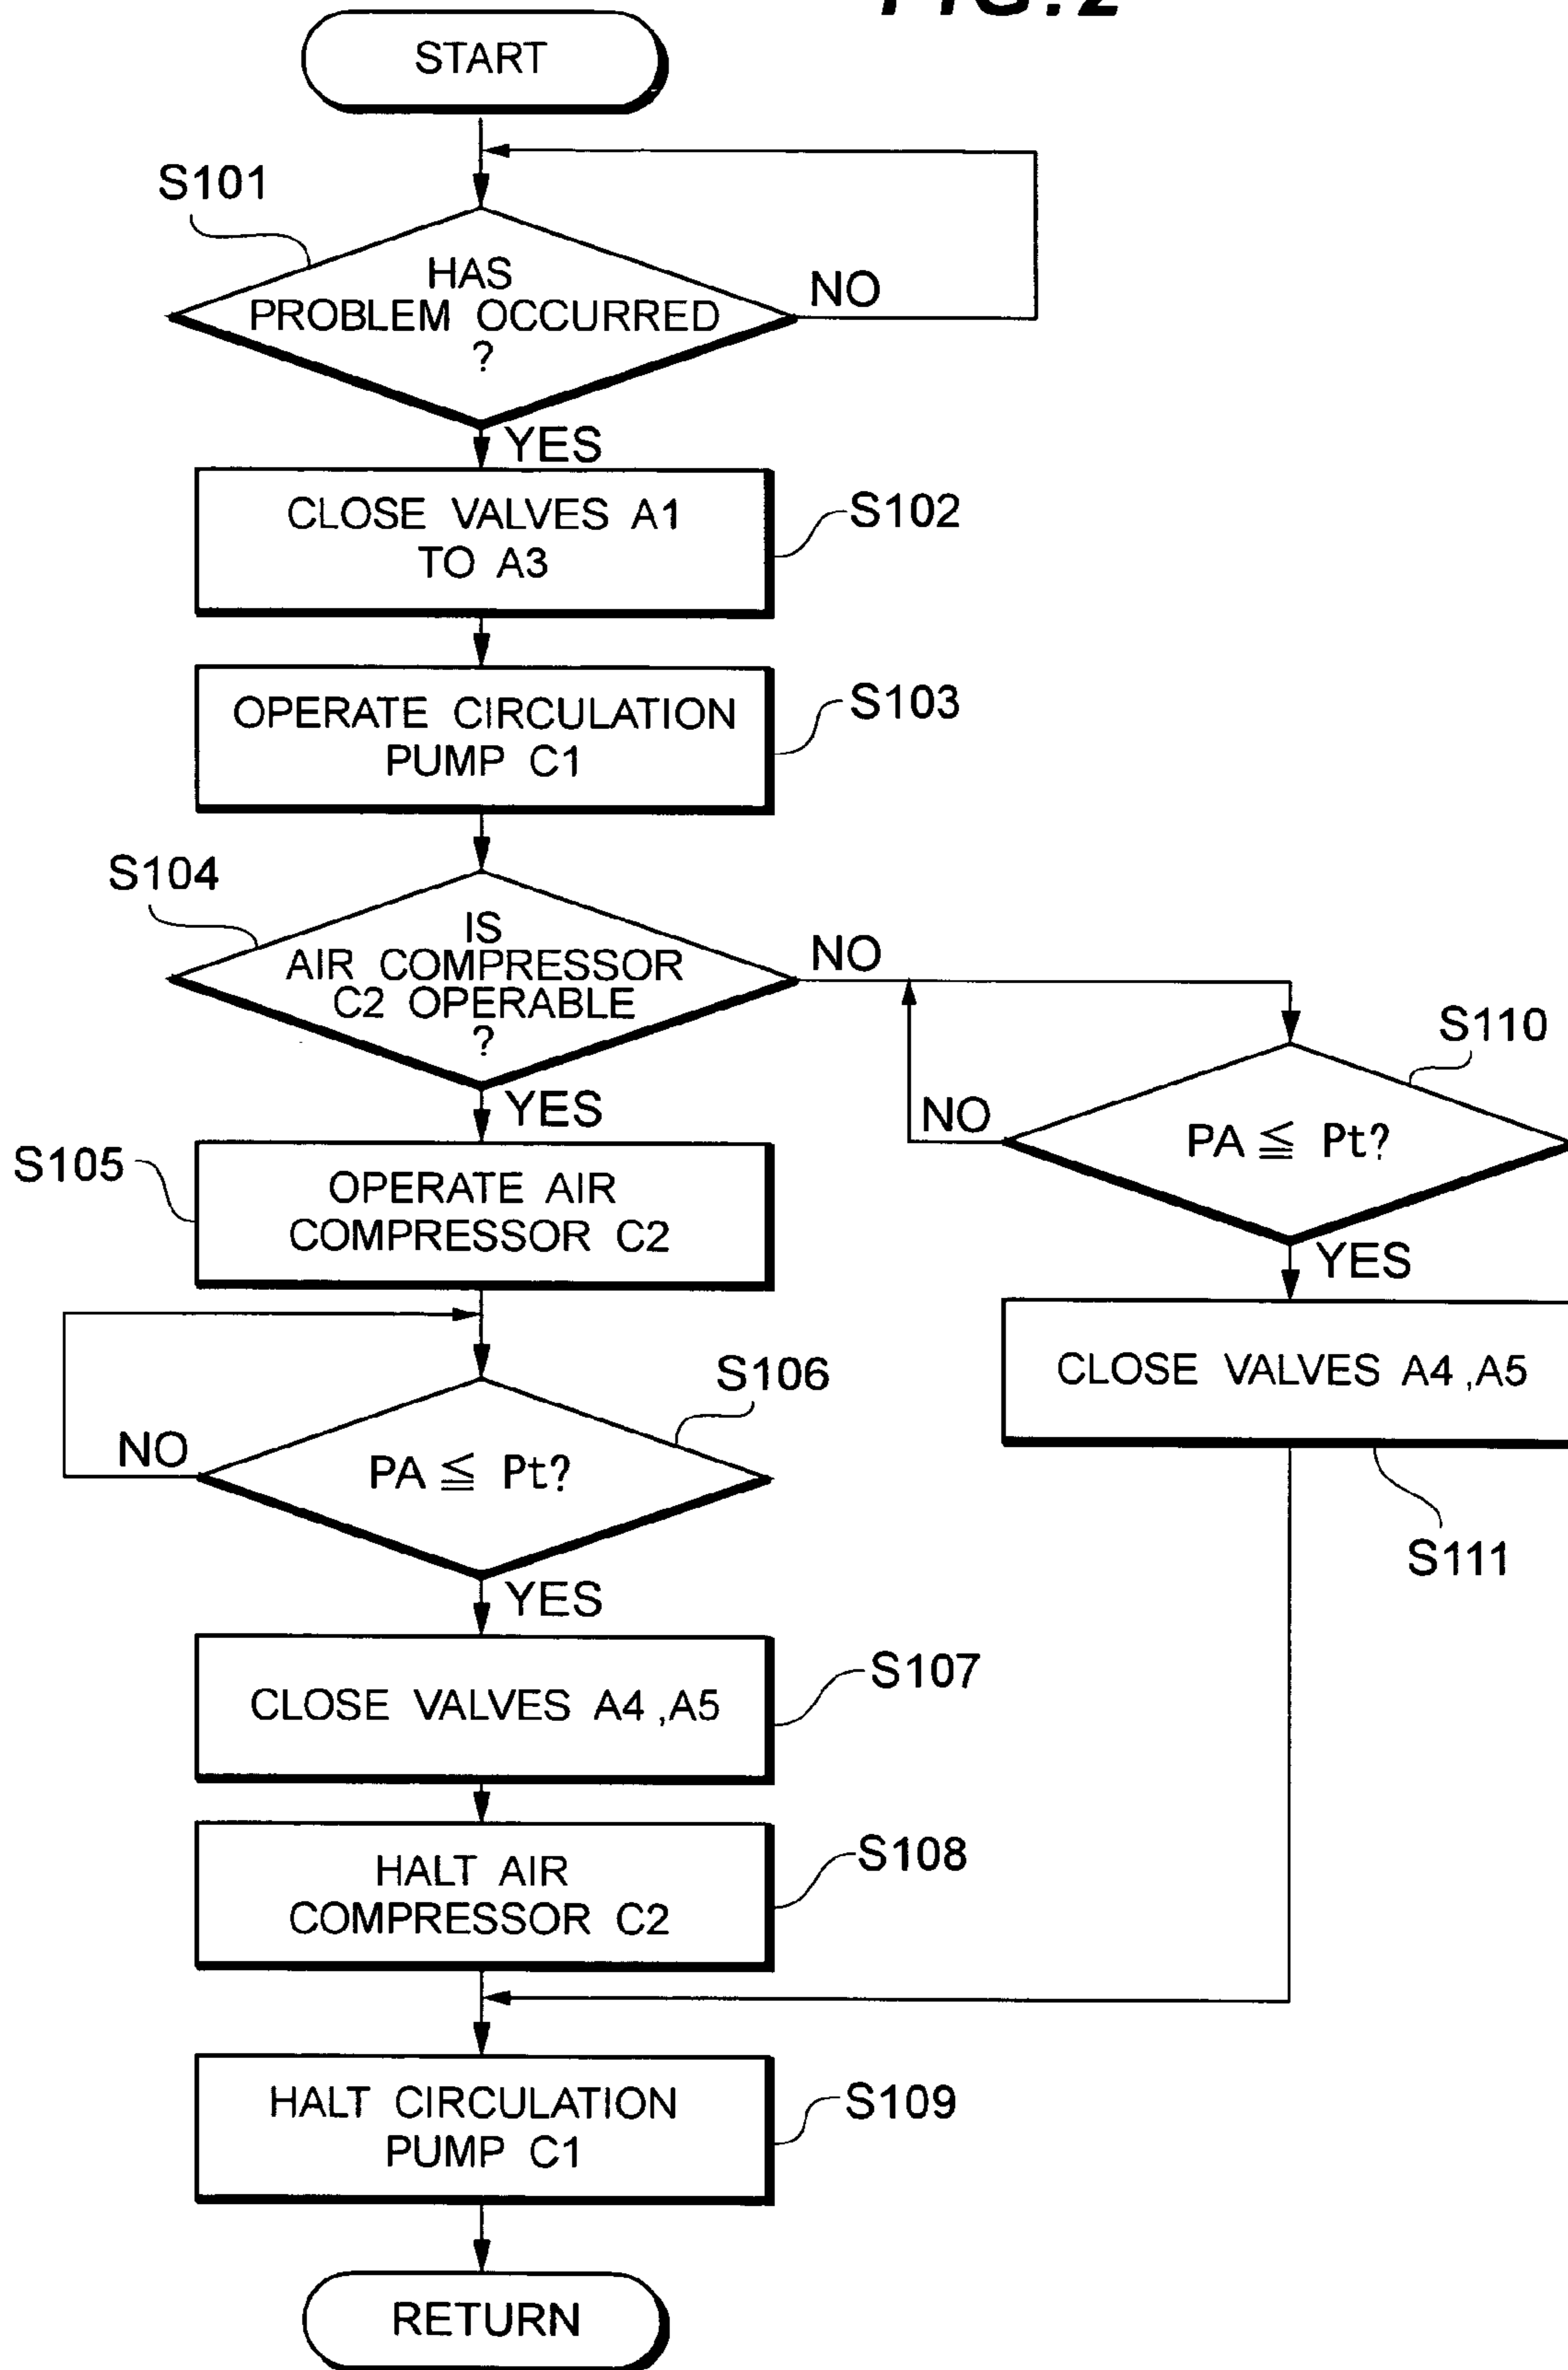 FIG. 2
START
S101
HAS
PROBLEM OCCURRED
?
NO
YES
CLOSE VALVES A1
TO A3
S102
OPERATE CIRCULATION
PUMP C1
S103
S104
IS
AIR COMPRESSOR
C2 OPERABLE
?
NO
YES
S110
PA ≦ Pt?
NO
YES
S105
OPERATE AIR
COMPRESSOR C2
CLOSE VALVES A4 ,A5
S111
S106
PA ≦ Pt?
NO
YES
CLOSE VALVES A4 ,A5
S107
HALT AIR
COMPRESSOR C2
S108
HALT CIRCULATION
PUMP C1
S109
RETURN